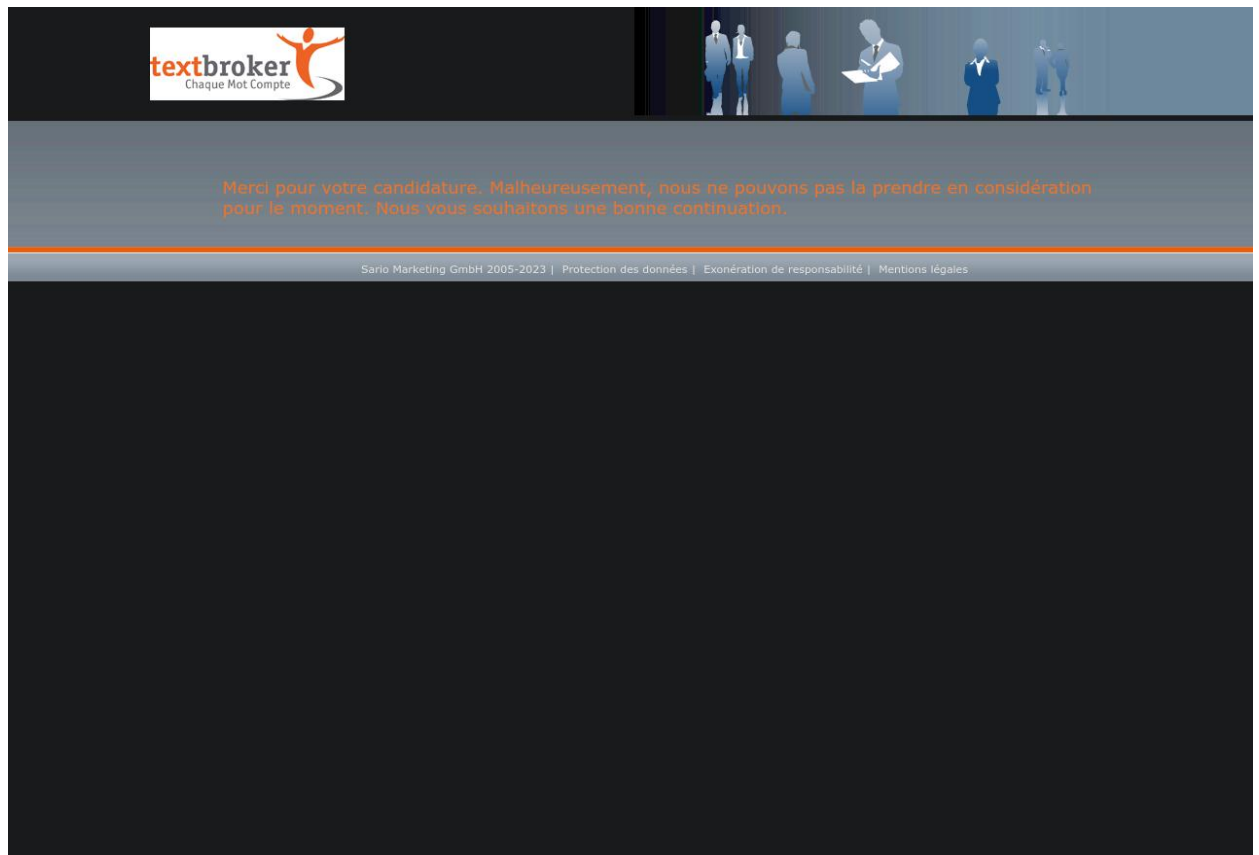 textbroker
Chaque Mot Compte
Merci pour votre candidature. Malheureusement, nous ne pouvons pas la prendre en considération
pour le moment. Nous vous souhaitons une bonne continuation.
Sario Marketing GmbH 2005-2023 | Protection des données | Exonération de responsabilité | Mentions légales